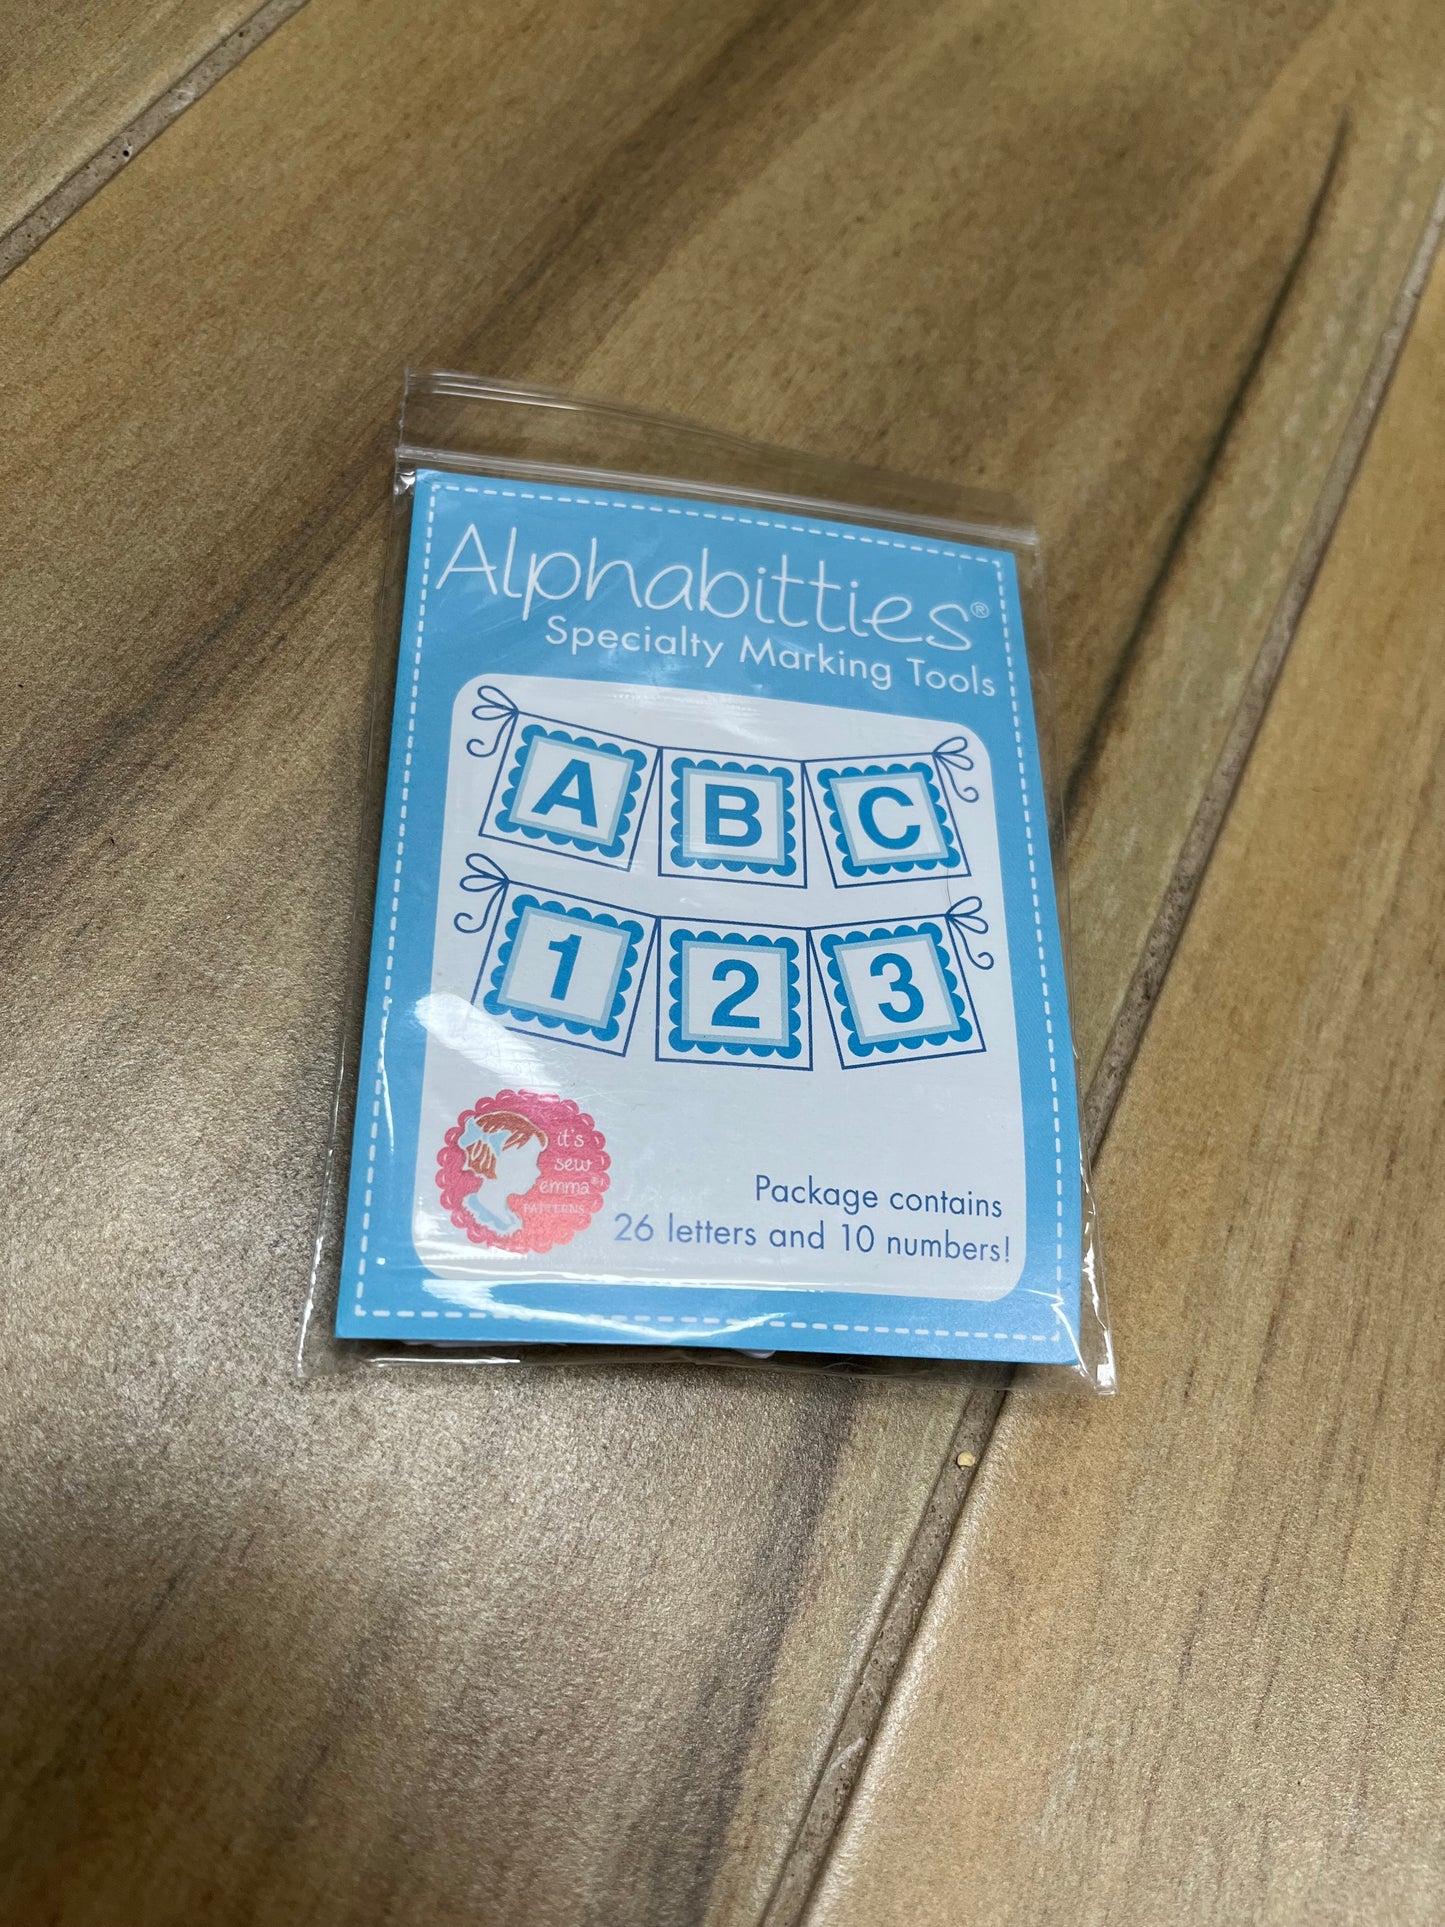 Alphabitties®
Specialty Marking Tools
A B C
1 2 3
it's
sew
emma®
PATTERNS
Package contains
26 letters and 10 numbers!